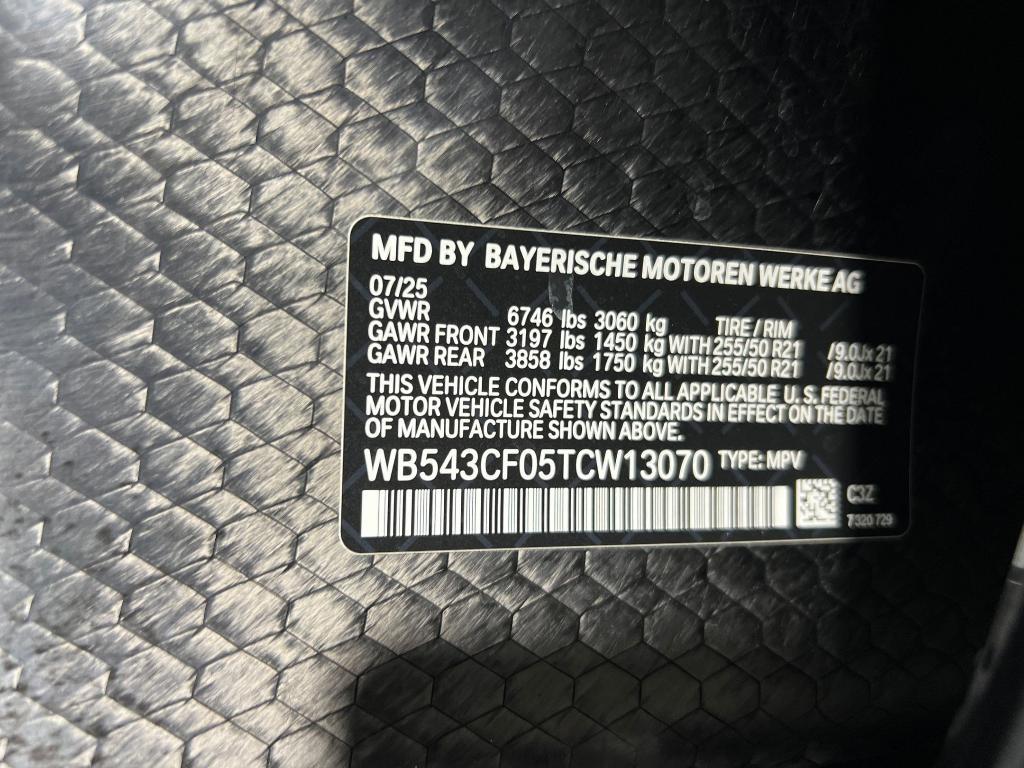 MFD BY BAYERISCHE MOTOREN WERKE AG
07/25
GVWR 6746 lbs 3060 kg TIRE / RIM
GAWR FRONT 3197 lbs 1450 kg WITH 255/50 R21 /9.0Jx 21
GAWR REAR 3858 lbs 1750 kg WITH 255/50 R21 /9.0Jx 21
THIS VEHICLE CONFORMS TO ALL APPLICABLE U.S. FEDERAL
MOTOR VEHICLE SAFETY STANDARDS IN EFFECT ON THE DATE
OF MANUFACTURE SHOWN ABOVE.
WB543CF05TCW13070 TYPE: MPV
C3Z
7320 729